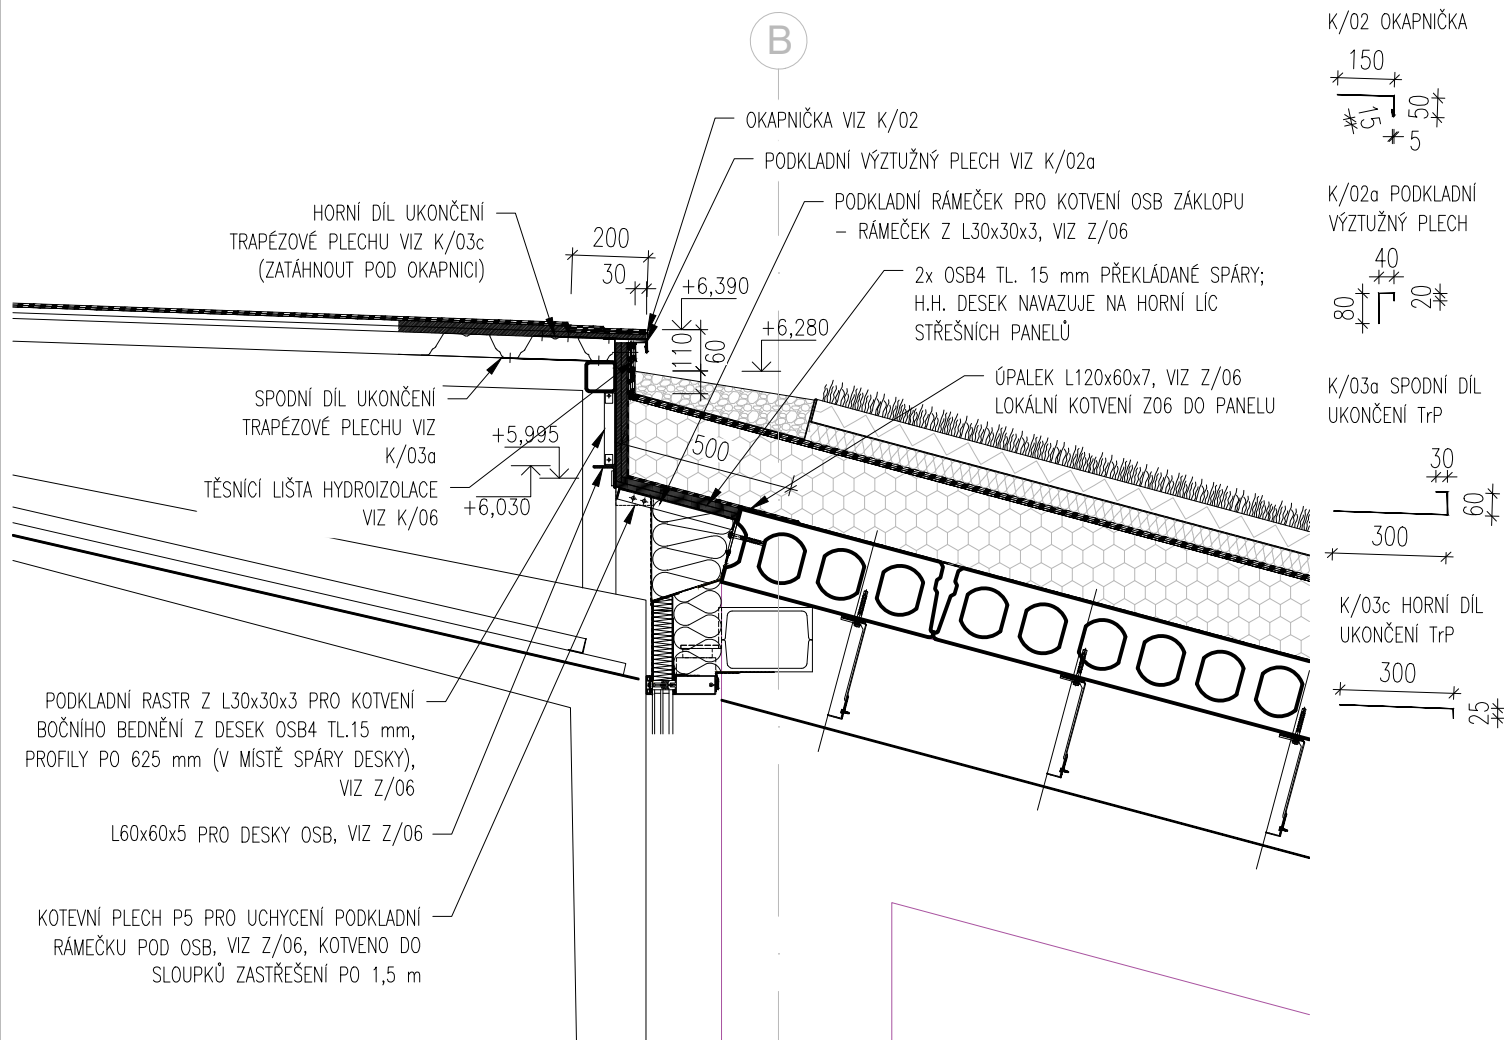 B
OKAPNIČKA VIZ K/02
PODKLADNÍ VÝZTUŽNÝ PLECH VIZ K/02a
PODKLADNÍ RÁMEČEK PRO KOTVENÍ OSB ZÁKLOPU
– RÁMEČEK Z L30x30x3, VIZ Z/06
HORNÍ DÍL UKONČENÍ
TRAPÉZOVÉ PLECHU VIZ K/03c
(ZATÁHNOUT POD OKAPNICI)
200
30
+6,390
+6,280
110
60
2x OSB4 TL. 15 mm PŘEKLÁDANÉ SPÁRY;
H.H. DESEK NAVAZUJE NA HORNÍ LÍC
STŘEŠNÍCH PANELŮ
ÚPALEK L120x60x7, VIZ Z/06
LOKÁLNÍ KOTVENÍ Z06 DO PANELU
SPODNÍ DÍL UKONČENÍ
TRAPÉZOVÉ PLECHU VIZ
K/03a
+5,995
500
TĚSNÍCÍ LIŠTA HYDROIZOLACE
VIZ K/06
+6,030
PODKLADNÍ RASTR Z L30x30x3 PRO KOTVENÍ
BOČNÍHO BEDNĚNÍ Z DESEK OSB4 TL.15 mm,
PROFILY PO 625 mm (V MÍSTĚ SPÁRY DESKY),
VIZ Z/06
L60x60x5 PRO DESKY OSB, VIZ Z/06
KOTEVNÍ PLECH P5 PRO UCHYCENÍ PODKLADNÍ
RÁMEČKU POD OSB, VIZ Z/06, KOTVENO DO
SLOUPKŮ ZASTŘEŠENÍ PO 1,5 m
K/02 OKAPNIČKA
150
50
15
5
K/02a PODKLADNÍ
VÝZTUŽNÝ PLECH
40
80
20
K/03a SPODNÍ DÍL
UKONČENÍ TrP
30
60
300
K/03c HORNÍ DÍL
UKONČENÍ TrP
300
25